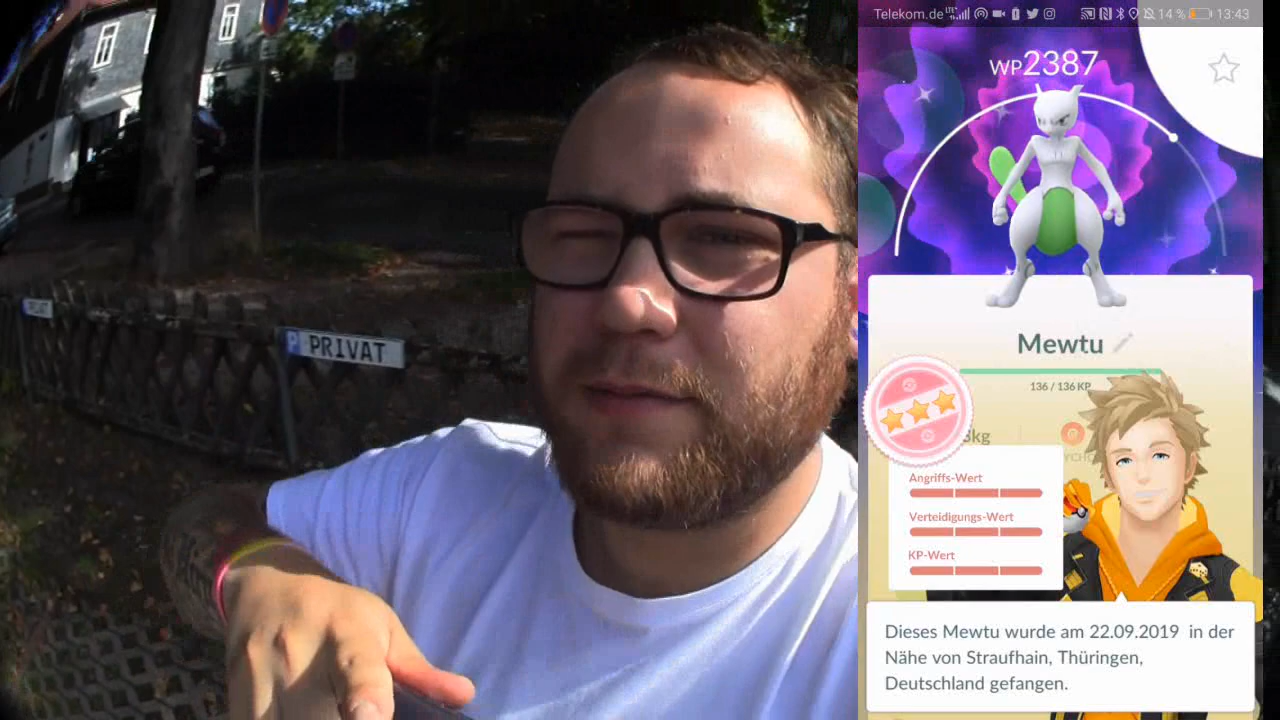 PRIVAT
Telekom.de 14 % 13:43
WP2387
Mewtu
136 / 136 KP
kg
Angriffs-Wert
Verteidigungs-Wert
KP-Wert
Dieses Mewtu wurde am 22.09.2019 in der
Nähe von Straufhain, Thüringen,
Deutschland gefangen.